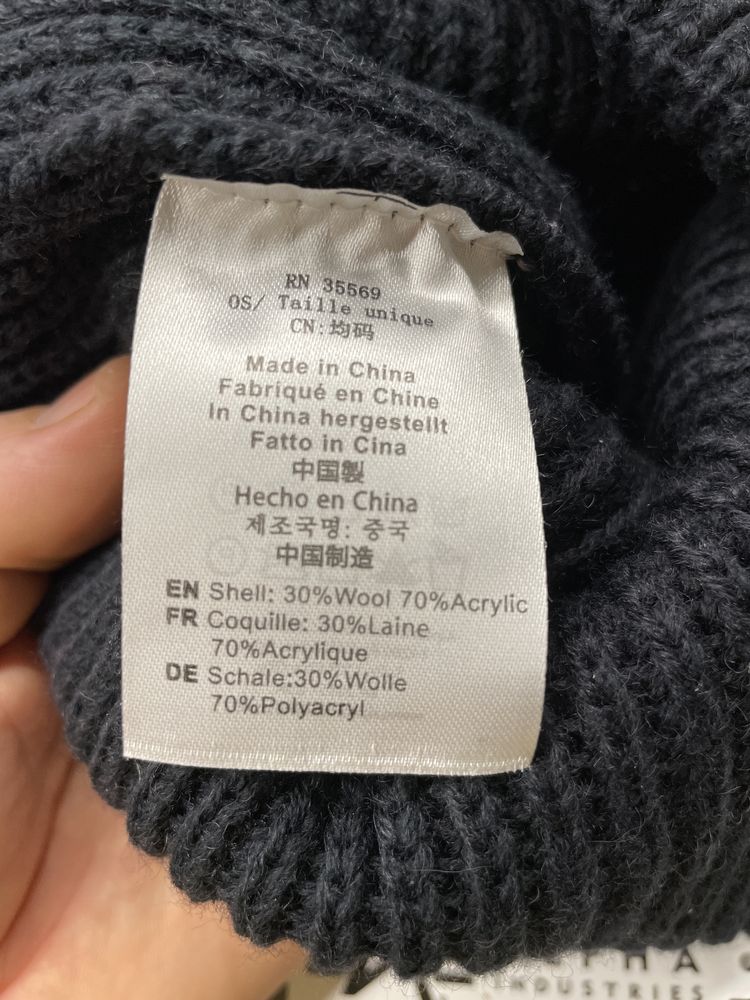 RN 35569
OS/ Taille unique
CN:均码
Made in China
Fabriqué en Chine
In China hergestellt
Fatto in Cina
中国製
Hecho en China
제조국명: 중국
中国制造
EN Shell: 30%Wool 70%Acrylic
FR Coquille: 30%Laine
70%Acrylique
DE Schale:30%Wolle
70%Polyacryl
INDUSTRIES